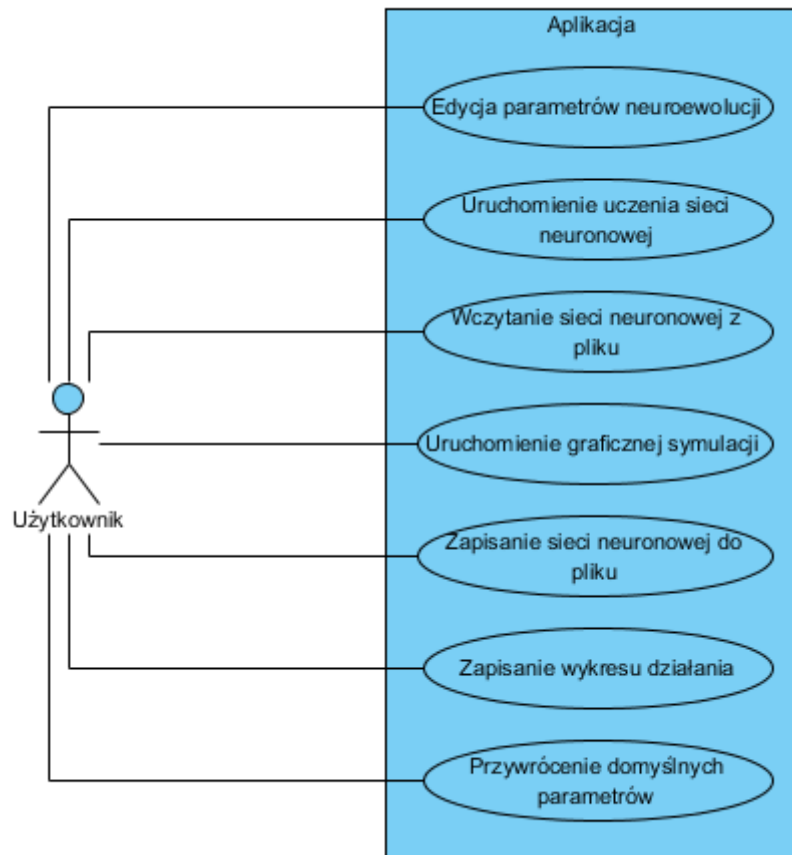 Aplikacja
Edycja parametrów neuroewolucji
Uruchomienie uczenia sieci
neuronowej
Wczytanie sieci neuronowej z
pliku
Uruchomienie graficznej symulacji
Użytkownik
Zapisanie sieci neuronowej do
pliku
Zapisanie wykresu działania
Przywrócenie domyślnych
parametrów